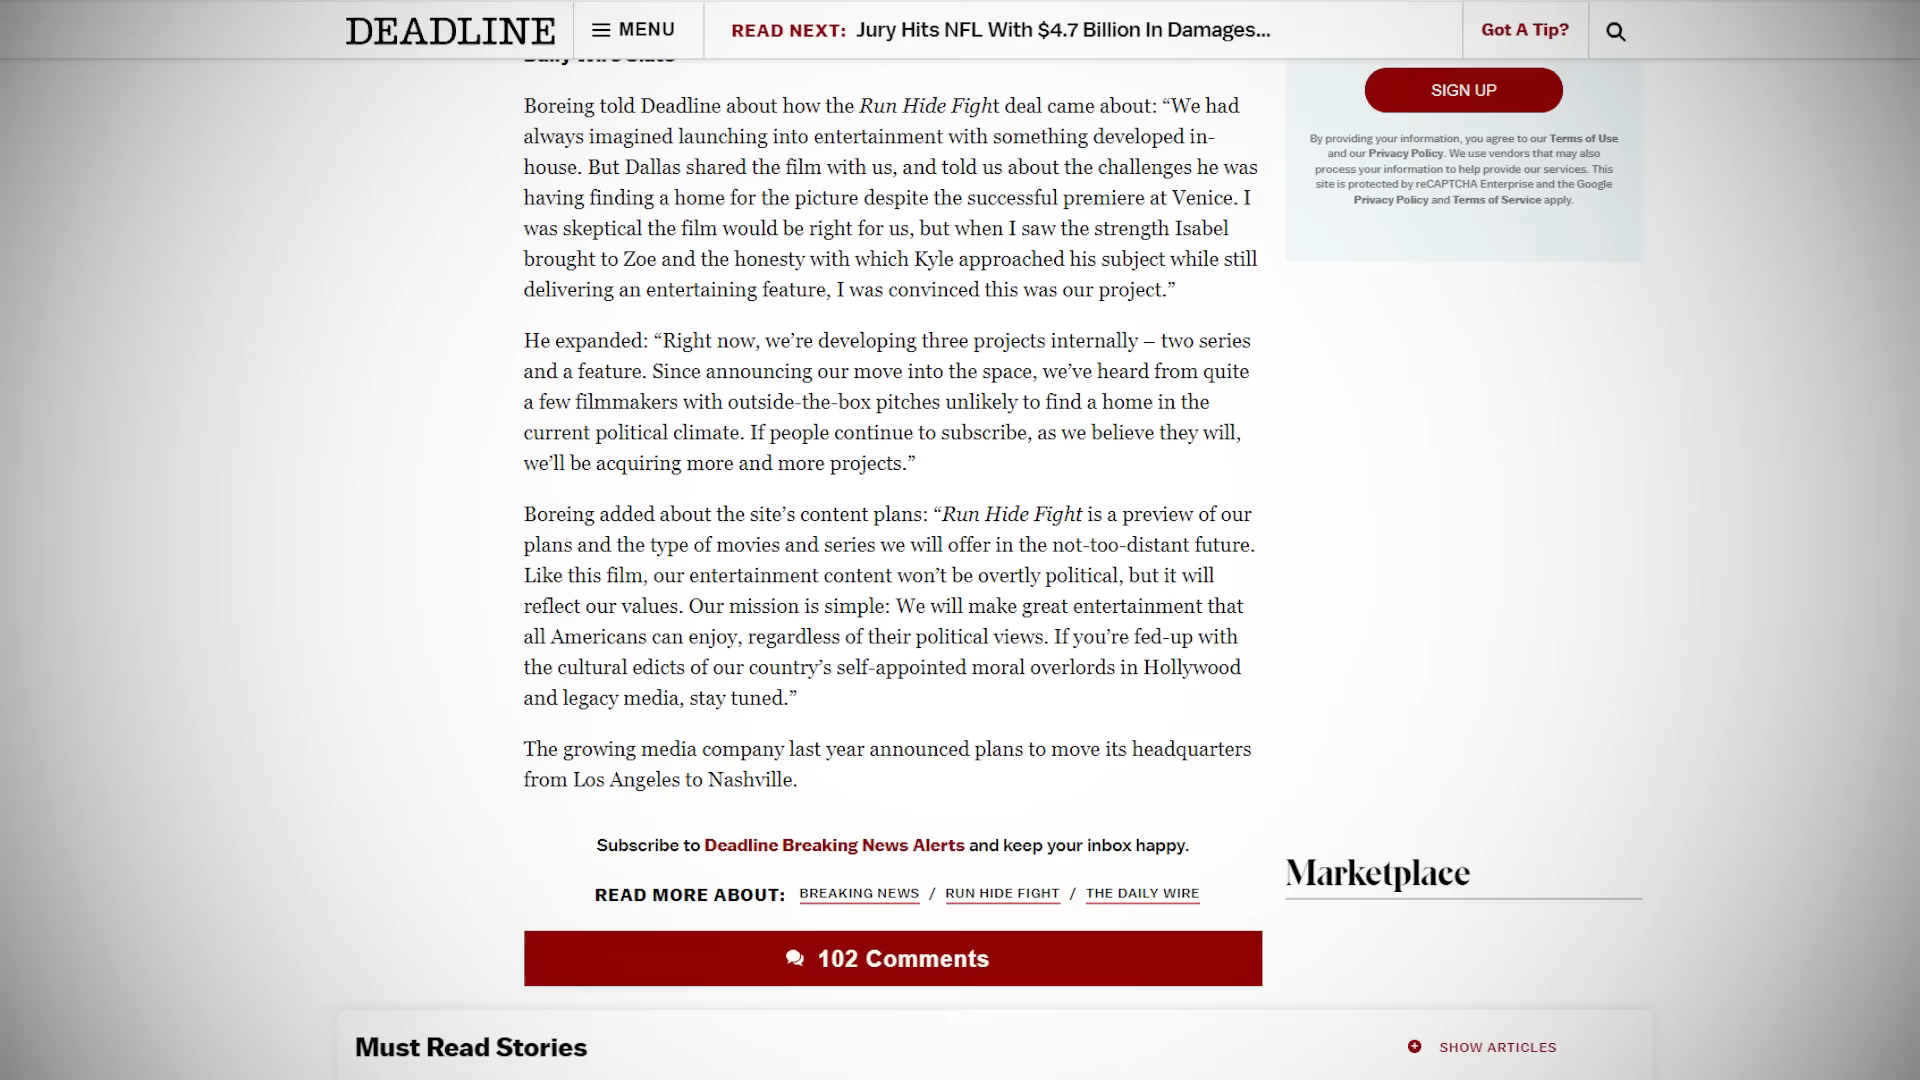 DEADLINE
MENU
READ NEXT: Jury Hits NFL With $4.7 Billion In Damages...
Got A Tip?
Boreing told Deadline about how the Run Hide Fight deal came about: “We had
always imagined launching into entertainment with something developed in-
house. But Dallas shared the film with us, and told us about the challenges he was
having finding a home for the picture despite the successful premiere at Venice. I
was skeptical the film would be right for us, but when I saw the strength Isabel
brought to Zoe and the honesty with which Kyle approached his subject while still
delivering an entertaining feature, I was convinced this was our project.”
He expanded: “Right now, we’re developing three projects internally – two series
and a feature. Since announcing our move into the space, we’ve heard from quite
a few filmmakers with outside-the-box pitches unlikely to find a home in the
current political climate. If people continue to subscribe, as we believe they will,
we’ll be acquiring more and more projects.”
Boreing added about the site’s content plans: “Run Hide Fight is a preview of our
plans and the type of movies and series we will offer in the not-too-distant future.
Like this film, our entertainment content won’t be overtly political, but it will
reflect our values. Our mission is simple: We will make great entertainment that
all Americans can enjoy, regardless of their political views. If you’re fed-up with
the cultural edicts of our country’s self-appointed moral overlords in Hollywood
and legacy media, stay tuned.”
The growing media company last year announced plans to move its headquarters
from Los Angeles to Nashville.
Subscribe to Deadline Breaking News Alerts and keep your inbox happy.
READ MORE ABOUT: BREAKING NEWS / RUN HIDE FIGHT / THE DAILY WIRE
102 Comments
SIGN UP
By providing your information, you agree to our Terms of Use
and our Privacy Policy. We use vendors that may also
process your information to help provide our services. This
site is protected by reCAPTCHA Enterprise and the Google
Privacy Policy and Terms of Service apply.
Marketplace
Must Read Stories
SHOW ARTICLES